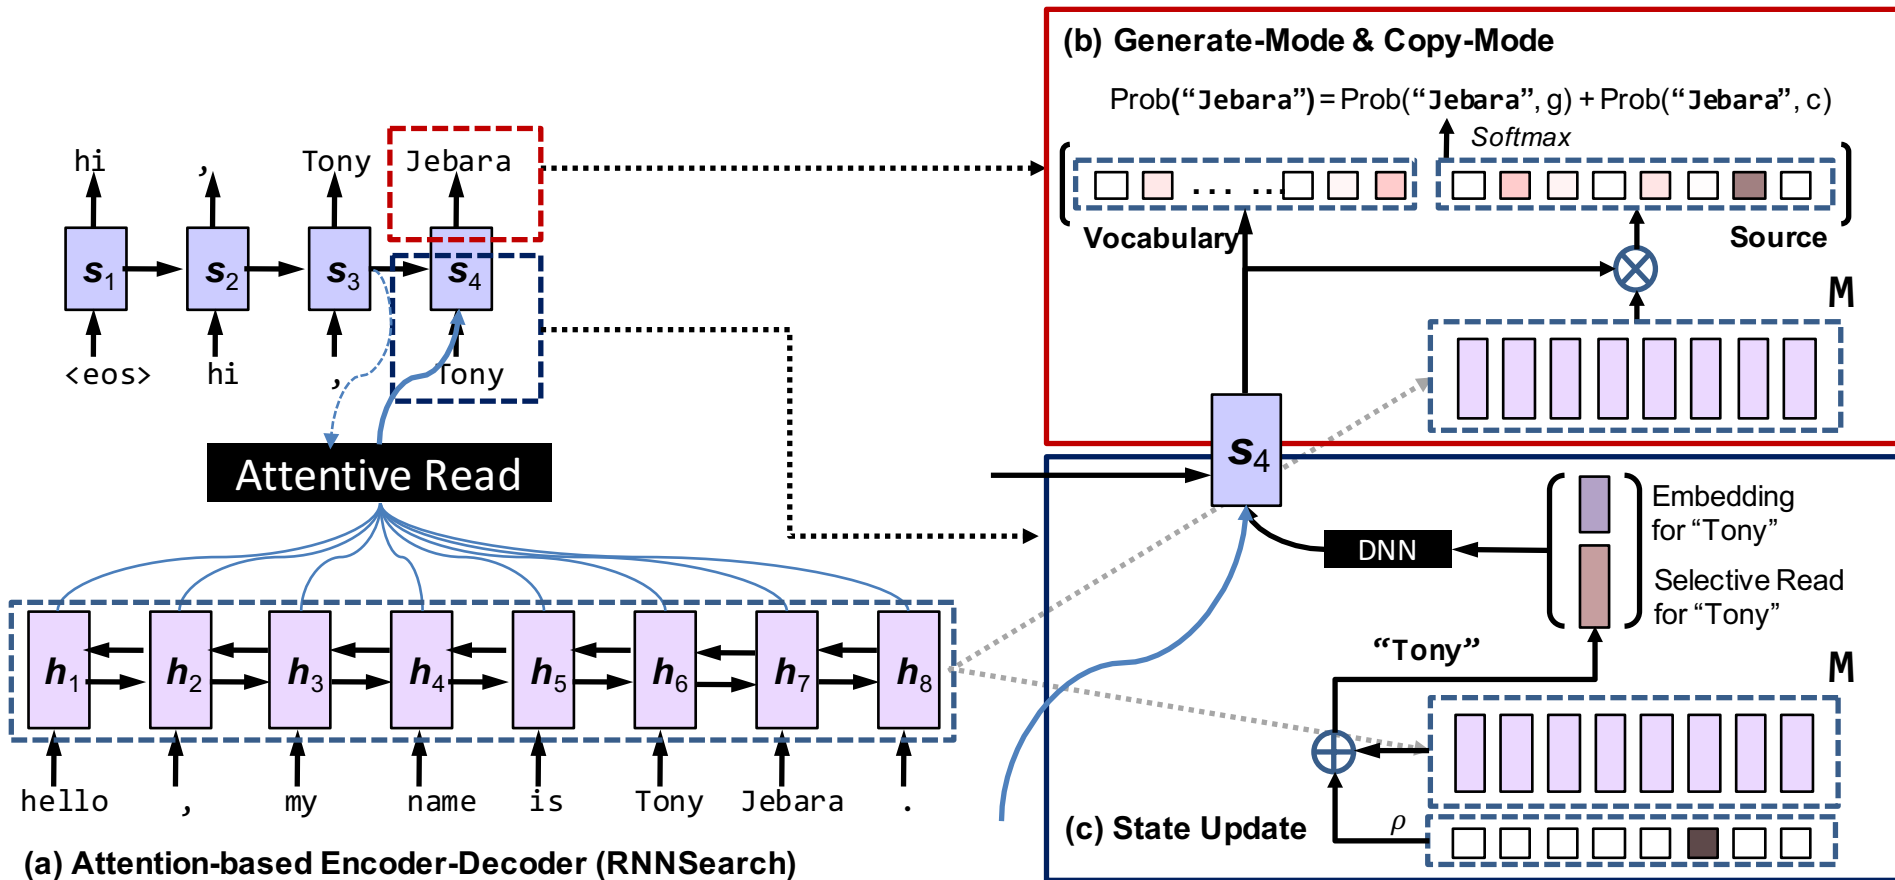 hi , Tony Jebara
s1 s2 s3 s4
<eos> hi , Tony
Attentive Read
h1 h2 h3 h4 h5 h6 h7 h8
hello , my name is Tony Jebara .
(a) Attention-based Encoder-Decoder (RNNSearch)
(b) Generate-Mode & Copy-Mode
Prob(“Jebara”) = Prob(“Jebara”, g) + Prob(“Jebara”, c)
Softmax
... ...
Vocabulary Source
M
s4
Embedding
for “Tony”
DNN
Selective Read
for “Tony”
“Tony”
M
ρ
(c) State Update